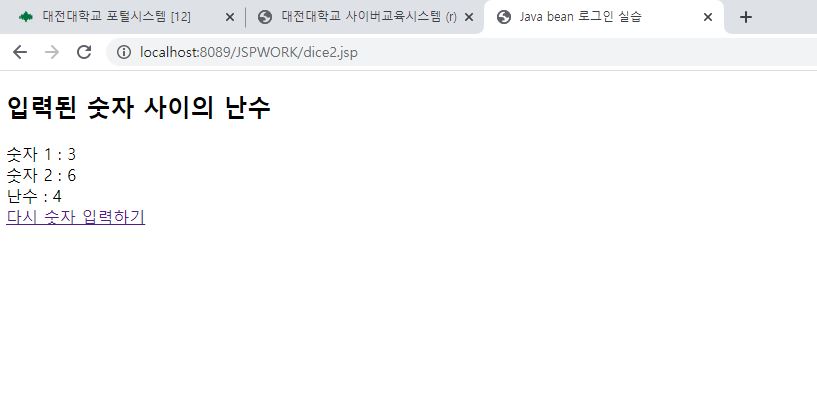 대전대학교 포털시스템 [12]
대전대학교 사이버교육시스템 (r)
Java bean 로그인 실습
localhost:8089/JSPWORK/dice2.jsp
입력된 숫자 사이의 난수
숫자 1 : 3
숫자 2 : 6
난수 : 4
다시 숫자 입력하기